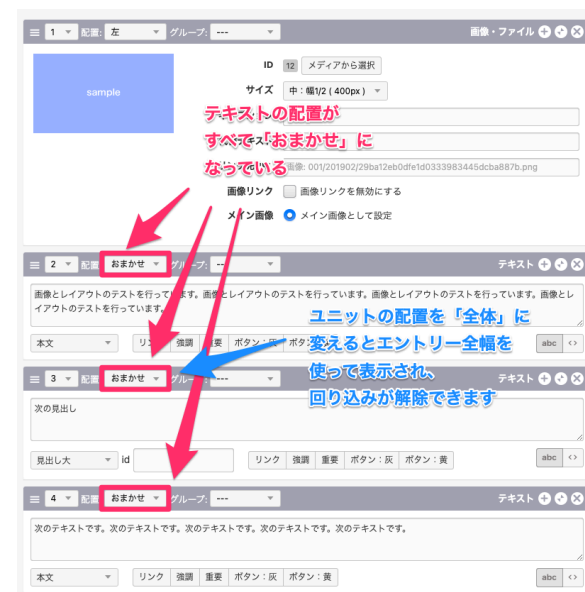 1 配置: 左 グループ: --- 画像・ファイル
sample
ID 12 メディアから選択
サイズ 中：幅1/2 ( 400px )
テキストの配置が
すべて「おまかせ」に
なっている
画像: 001/201902/29ba12eb0dfe1d0333983445dcba887b.png
画像リンク 画像リンクを無効にする
メイン画像 メイン画像として設定
2 配置: おまかせ グループ: --- テキスト
画像とレイアウトのテストを行っています。画像とレイアウトのテストを行っています。画像とレイアウトのテストを行っています。画像とレ
イアウトのテストを行っています。
ユニットの配置を「全体」に
変えるとエントリー全幅を
使って表示され、
回り込みが解除できます
本文 リンク 強調 重要 ボタン：灰 ボタン abc <>
3 配置: おまかせ グループ: --- テキスト
次の見出し
見出し大 id リンク 強調 重要 ボタン：灰 ボタン：黄 abc <>
4 配置: おまかせ グループ: --- テキスト
次のテキストです。次のテキストです。次のテキストです。次のテキストです。次のテキストです。
本文 リンク 強調 重要 ボタン：灰 ボタン：黄 abc <>